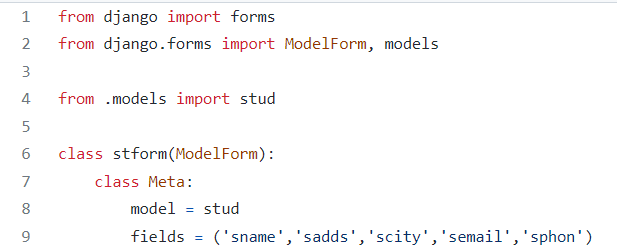 1 from django import forms
2 from django.forms import ModelForm, models
3
4 from .models import stud
5
6 class stform(ModelForm):
7     class Meta:
8         model = stud
9         fields = ('sname','sadds','scity','semail','sphon')